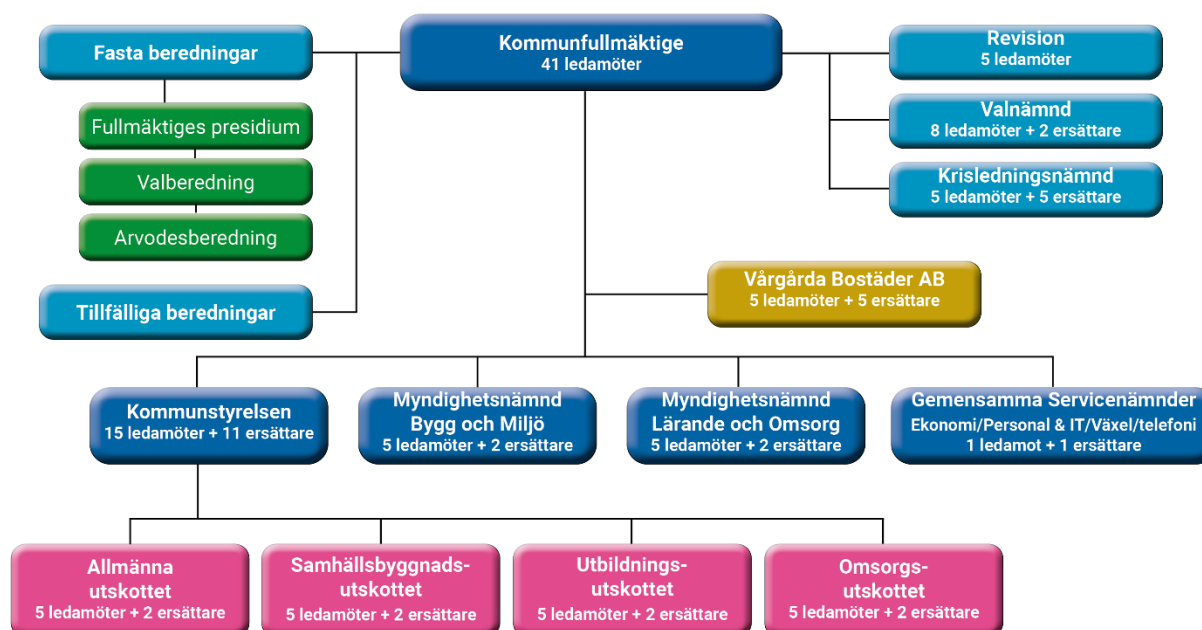 Fasta beredningar
Fullmäktiges presidium
Valberedning
Arvodesberedning
Tillfälliga beredningar
Kommunfullmäktige
41 ledamöter
Revision
5 ledamöter
Valnämnd
8 ledamöter + 2 ersättare
Krisledningsnämnd
5 ledamöter + 5 ersättare
Vårgårda Bostäder AB
5 ledamöter + 5 ersättare
Kommunstyrelsen
15 ledamöter + 11 ersättare
Myndighetsnämnd
Bygg och Miljö
5 ledamöter + 2 ersättare
Myndighetsnämnd
Lärande och Omsorg
5 ledamöter + 2 ersättare
Gemensamma Servicenämnder
Ekonomi/Personal & IT/Växel/telefoni
1 ledamot + 1 ersättare
Allmänna
utskottet
5 ledamöter + 2 ersättare
Samhällsbyggnads-
utskottet
5 ledamöter + 2 ersättare
Utbildnings-
utskottet
5 ledamöter + 2 ersättare
Omsorgs-
utskottet
5 ledamöter + 2 ersättare